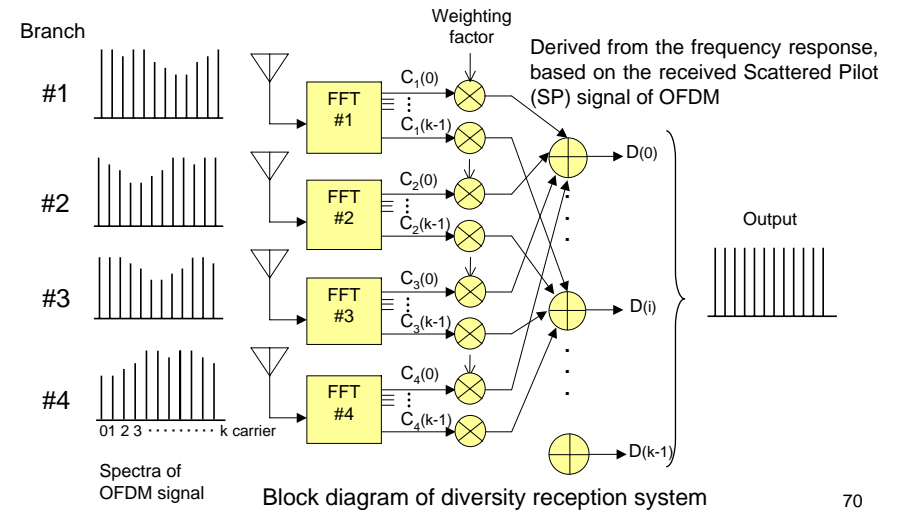 Branch
Weighting
factor
Derived from the frequency response,
based on the received Scattered Pilot
(SP) signal of OFDM
#1
FFT
#1
C1(0)
C1(k-1)
D(0)
#2
FFT
#2
C2(0)
C2(k-1)
Output
#3
FFT
#3
C3(0)
C3(k-1)
D(i)
#4
FFT
#4
C4(0)
C4(k-1)
01 2 3 ·········· k carrier
D(k-1)
Spectra of
OFDM signal
Block diagram of diversity reception system
70